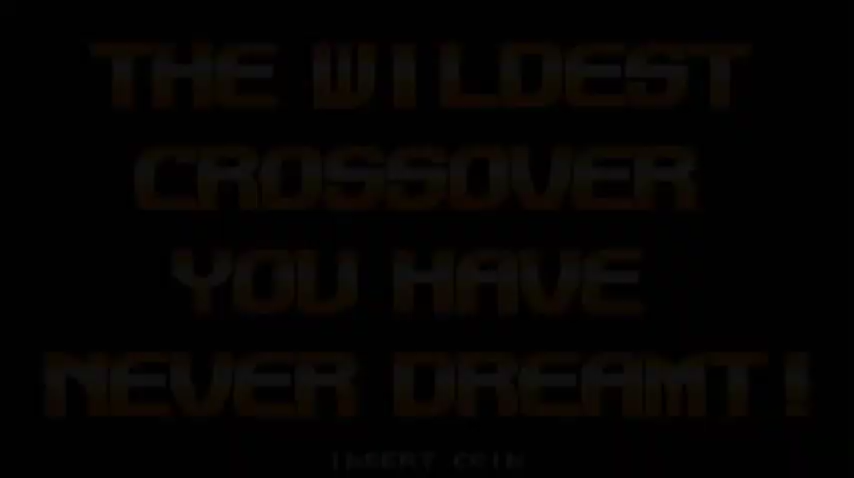 THE WILDEST
CROSSOVER
YOU HAVE
NEVER DREAMT!
INSERT COIN